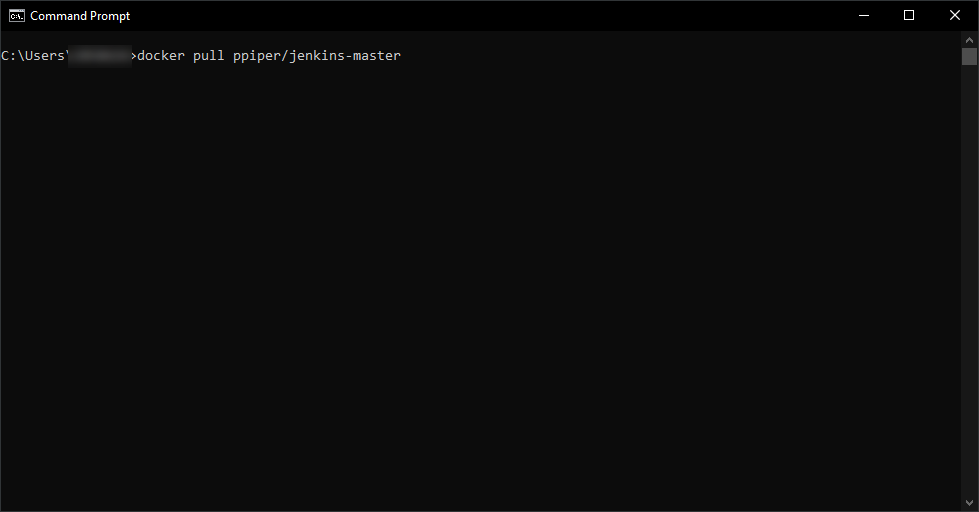 Command Prompt
C:\Users\>docker pull ppiper/jenkins-master